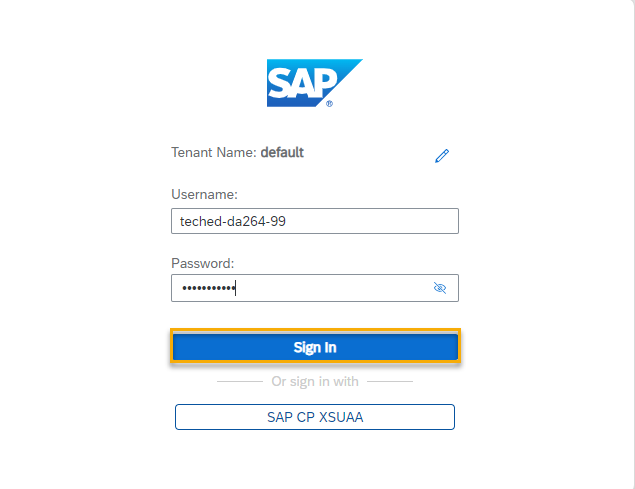 SAP
®
Tenant Name: default
Username:
teched-da264-99
Password:
•••••••••••
Sign In
Or sign in with
SAP CP XSUAA